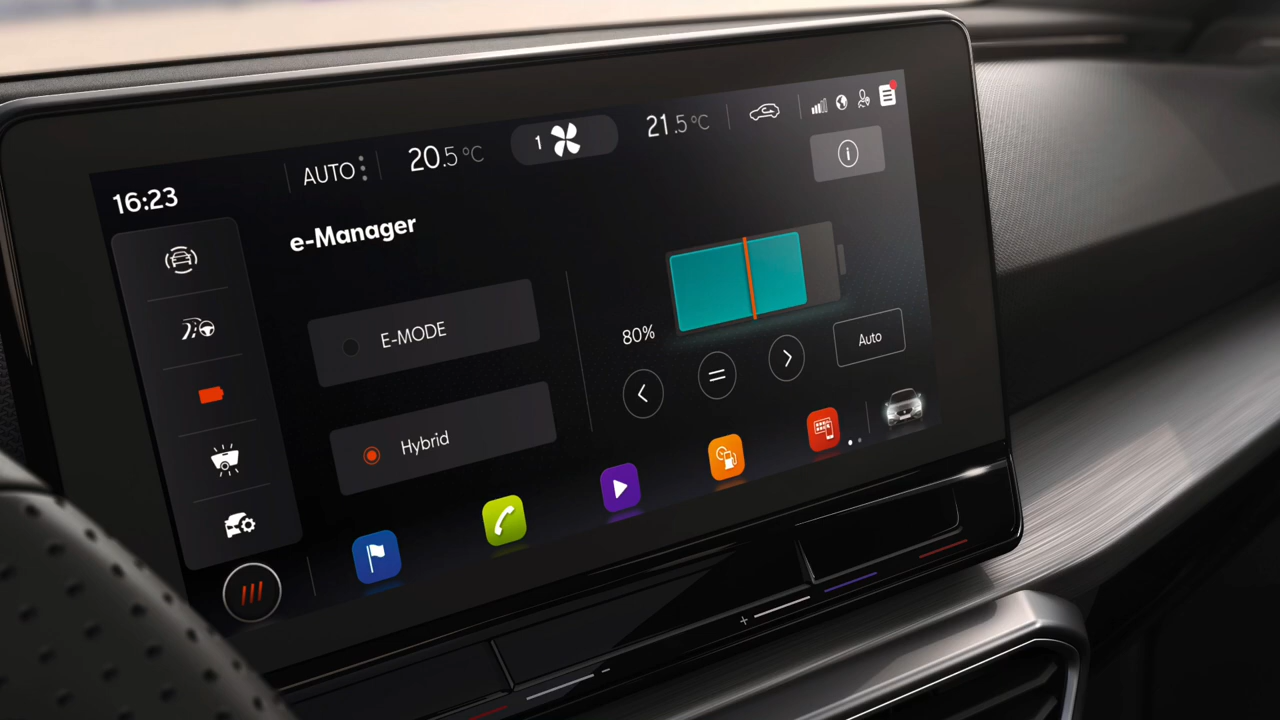 16:23
AUTO
20.5°C
1
21.5°C
e-Manager
E-MODE
80%
Auto
Hybrid